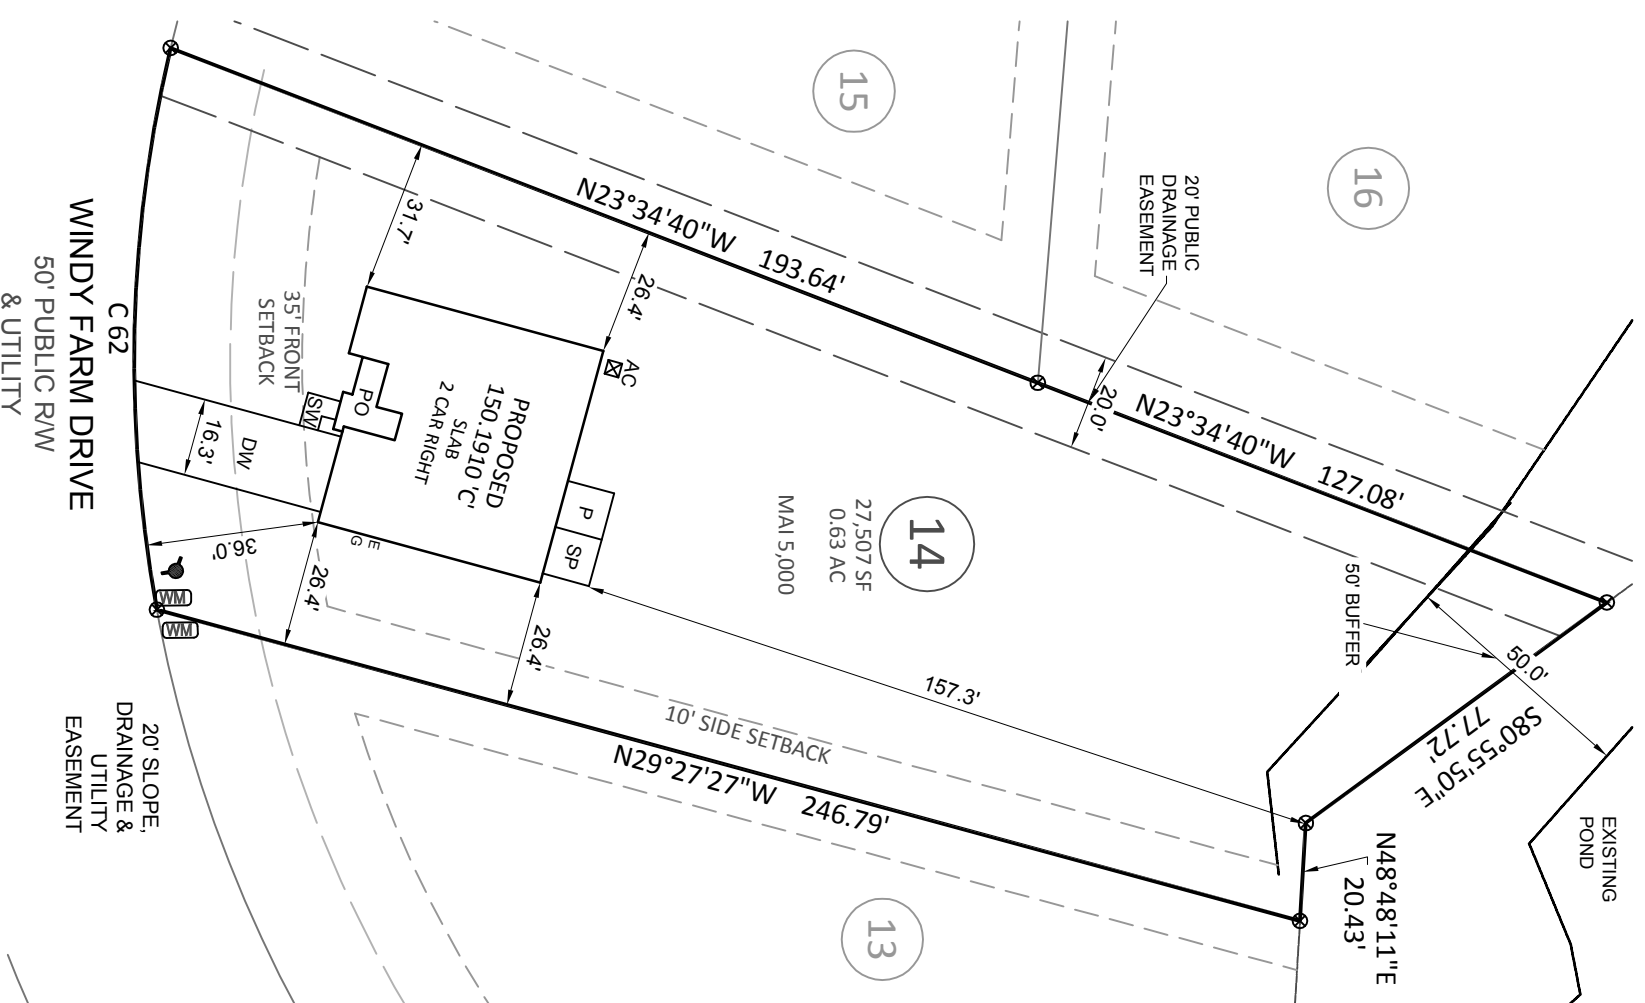 15
16
20' PUBLIC
DRAINAGE
EASEMENT
N23°34'40"W 193.64'
N23°34'40"W 127.08'
20.0'
31.7'
26.4'
AC
PROPOSED
150.1910 'C'
SLAB
2 CAR RIGHT
PO
SW
DW
16.3'
P
SP
E
G
35' FRONT
SETBACK
C 62
WINDY FARM DRIVE
50' PUBLIC R/W
& UTILITY
36.0'
26.4'
26.4'
WM
WM
14
27,507 SF
0.63 AC
MAI 5,000
50' BUFFER
50.0'
S80°55'50"E
77.72'
157.3'
10' SIDE SETBACK
N29°27'27"W 246.79'
N48°48'11"E
20.43'
EXISTING
POND
20' SLOPE,
DRAINAGE &
UTILITY
EASEMENT
13